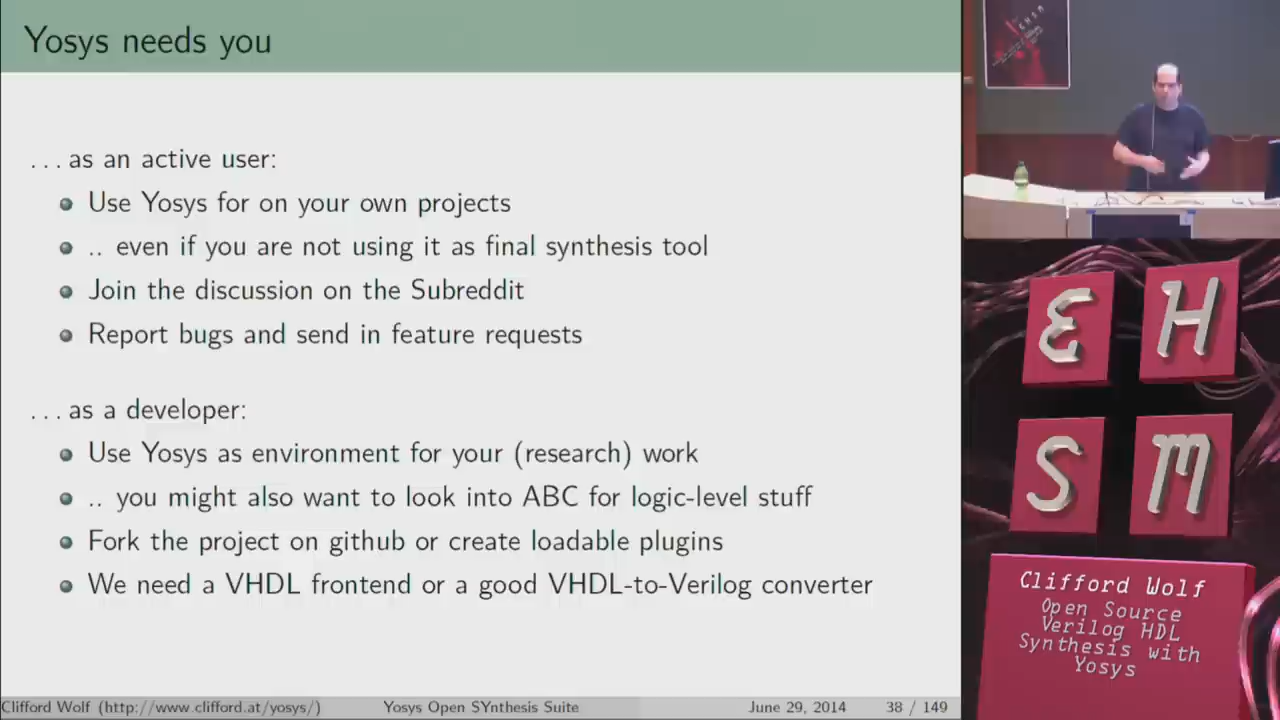 Yosys needs you
. . . as an active user:
Use Yosys for on your own projects
.. even if you are not using it as final synthesis tool
Join the discussion on the Subreddit
Report bugs and send in feature requests
. . . as a developer:
Use Yosys as environment for your (research) work
.. you might also want to look into ABC for logic-level stuff
Fork the project on github or create loadable plugins
We need a VHDL frontend or a good VHDL-to-Verilog converter
Clifford Wolf (http://www.clifford.at/yosys/)
Yosys Open SYnthesis Suite
June 29, 2014
38 / 149
E H
S M
Clifford Wolf
Open Source
Verilog HDL
Synthesis with
Yosys